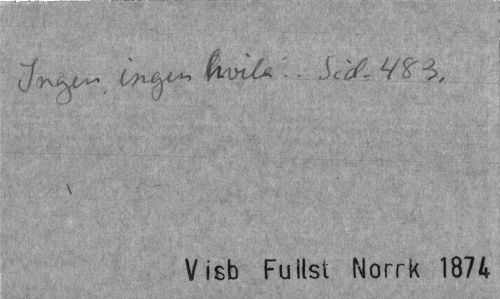 Ingen, ingen hvila... Sid. 483.
Visb Fullst Norrk 1874